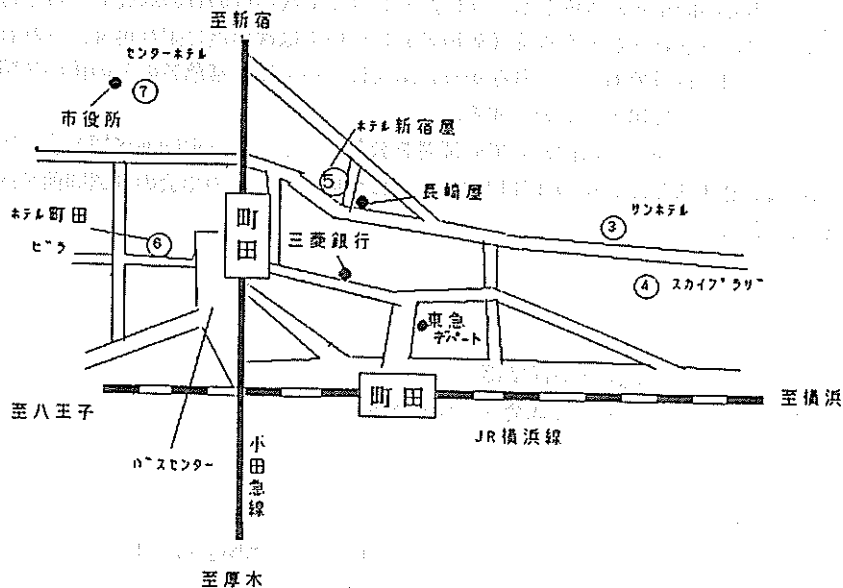 至新宿
センターホテル
⑦
市役所
ホテル新宿屋
⑤
長崎屋
サンホテル
③
ホテル町田
ビラ
⑥
町田
三菱銀行
④
スカイプラザー
東急
デパート
町田
至横浜
至八王子
JR横浜線
バスセンター
小田急線
至厚木